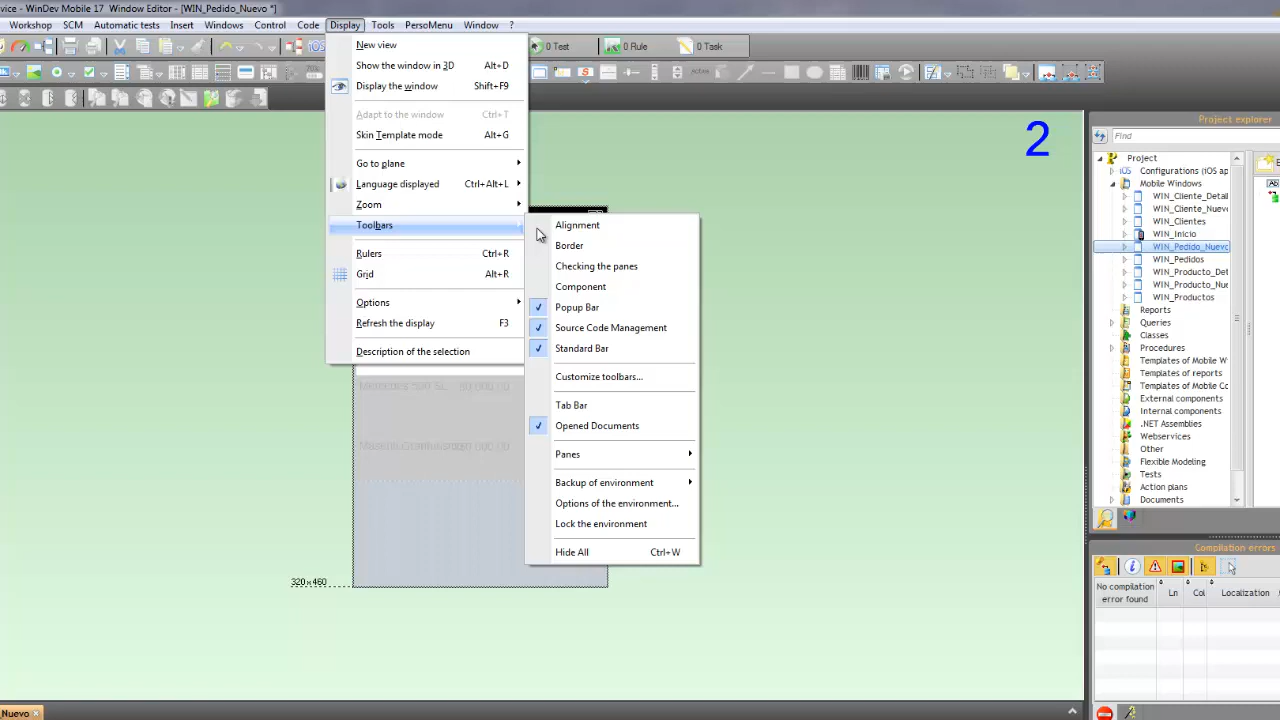 vice - WinDev Mobile 17 Window Editor - [WIN_Pedido_Nuevo *]
Workshop SCM Automatic tests Insert Windows Control Code Display Tools PersoMenu Window ?
0 Test 0 Rule 0 Task
New view
Show the window in 3D Alt+D
Display the window Shift+F9
Adapt to the window Ctrl+T
Skin Template mode Alt+G
Go to plane
Language displayed Ctrl+Alt+L
Zoom
Toolbars
Rulers Ctrl+R
Grid Alt+R
Options
Refresh the display F3
Description of the selection
Alignment
Border
Checking the panes
Component
Popup Bar
Source Code Management
Standard Bar
Customize toolbars...
Tab Bar
Opened Documents
Panes
Backup of environment
Options of the environment...
Lock the environment
Hide All Ctrl+W
320x460
2
Project explorer
Find
Project
Configurations (iOS ap
Mobile Windows
WIN_Cliente_Detall
WIN_Cliente_Nuevo
WIN_Clientes
WIN_Inicio
WIN_Pedido_Nuevo
WIN_Pedidos
WIN_Producto_Det
WIN_Producto_Nue
WIN_Productos
Reports
Queries
Classes
Procedures
Templates of Mobile W
Templates of reports
Templates of Mobile Co
External components
Internal components
.NET Assemblies
Webservices
Other
Flexible Modeling
Tests
Action plans
Documents
Compilation errors
No compilation error found Ln Col Localization
_Nuevo x